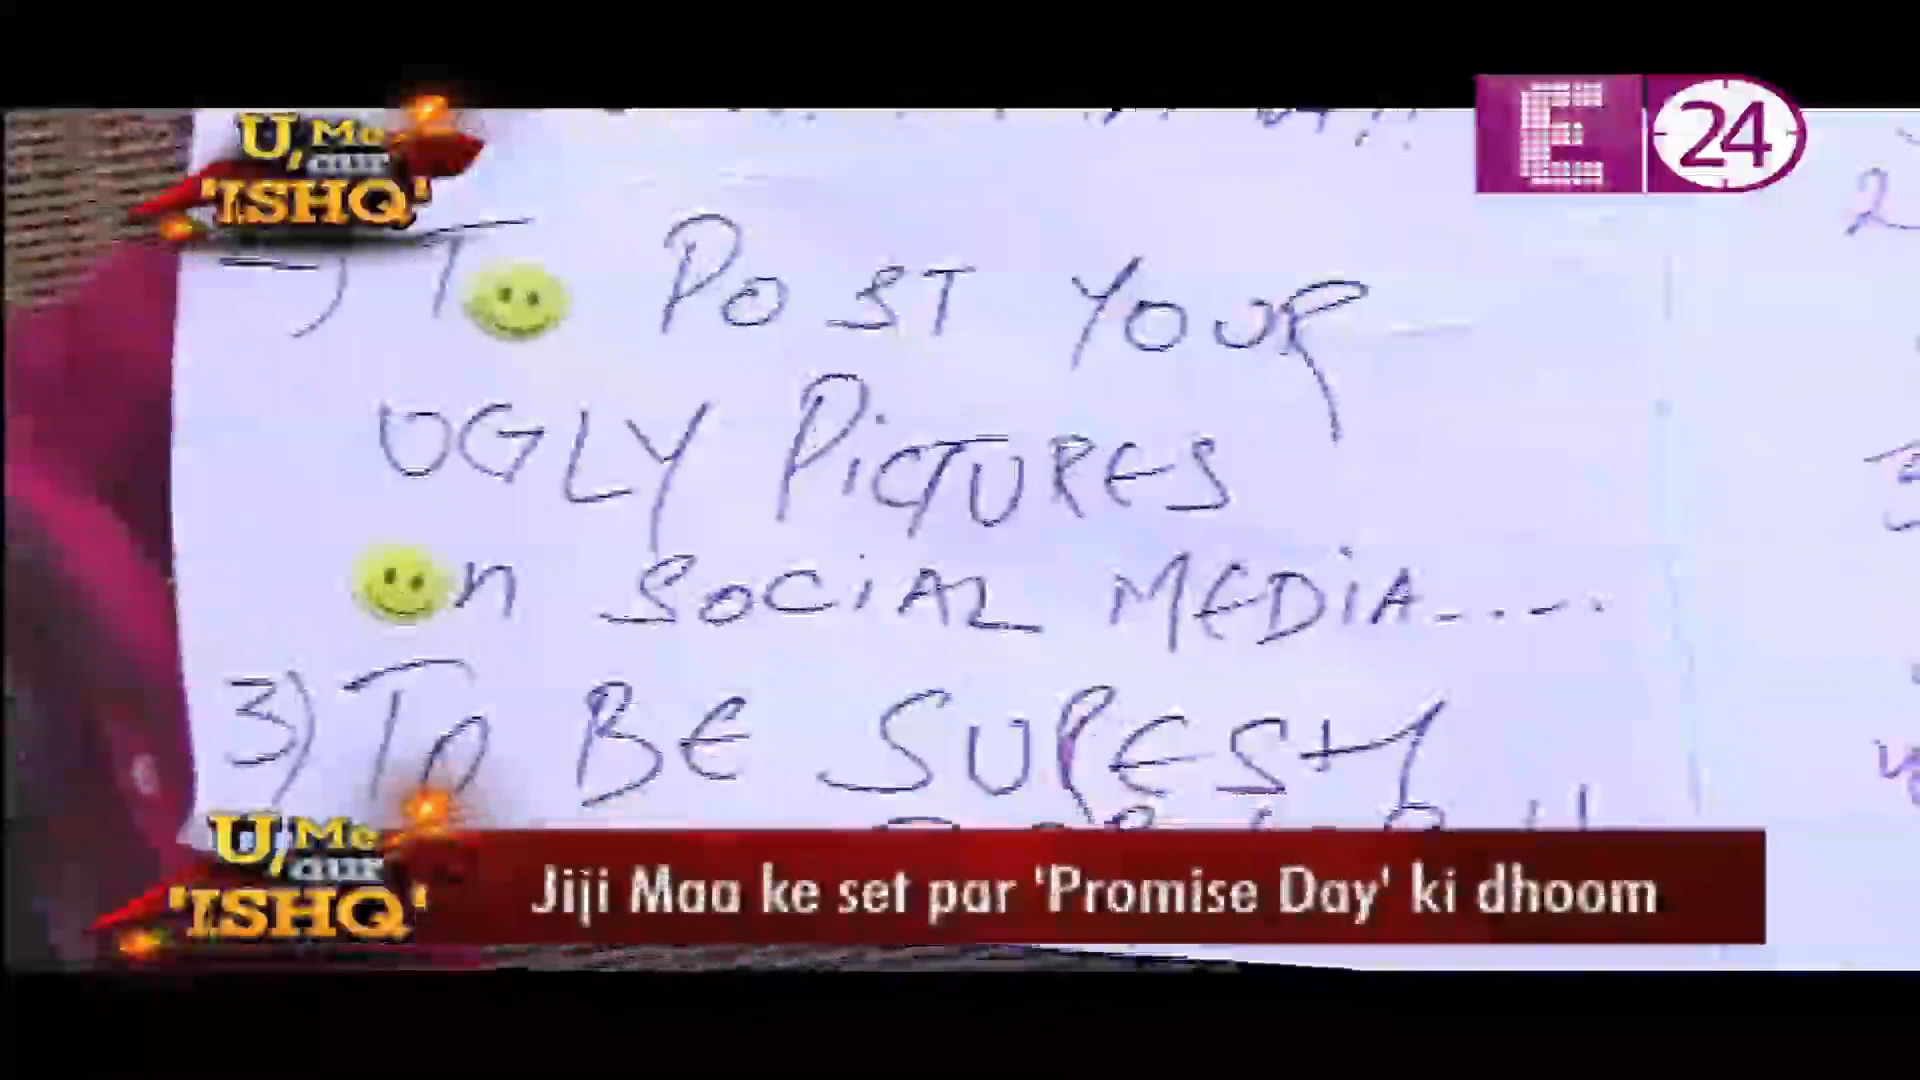 U, Me
aur
'ISHQ'
E 24
To POST YOUR
UGLY PiCTURES
on SOCiAL MEDiA....
3) To BE SURESH
U, Me
aur
'ISHQ'
Jiji Maa ke set par 'Promise Day' ki dhoom
2
3